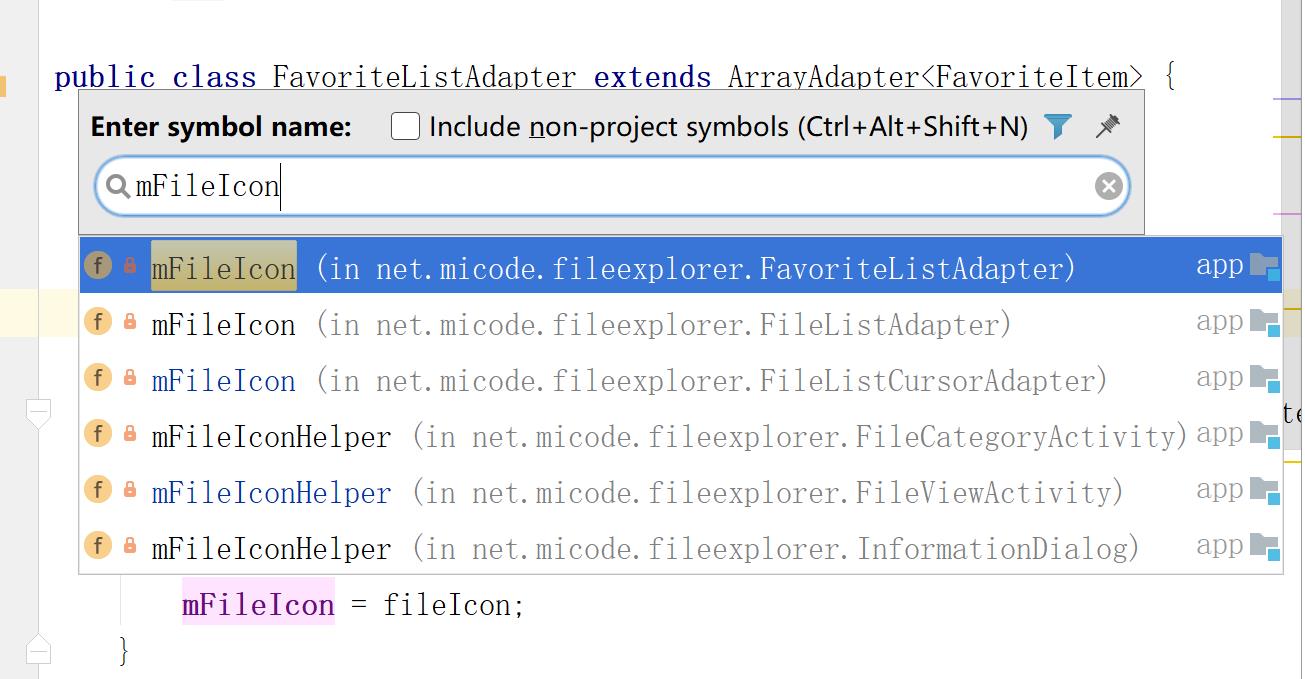 public class FavoriteListAdapter extends ArrayAdapter<FavoriteItem> {
Enter symbol name: Include non-project symbols (Ctrl+Alt+Shift+N)
mFileIcon
f mFileIcon (in net.micode.fileexplorer.FavoriteListAdapter) app
f mFileIcon (in net.micode.fileexplorer.FileListAdapter) app
f mFileIcon (in net.micode.fileexplorer.FileListCursorAdapter) app
f mFileIconHelper (in net.micode.fileexplorer.FileCategoryActivity) app
f mFileIconHelper (in net.micode.fileexplorer.FileViewActivity) app
f mFileIconHelper (in net.micode.fileexplorer.InformationDialog) app
mFileIcon = fileIcon;
}